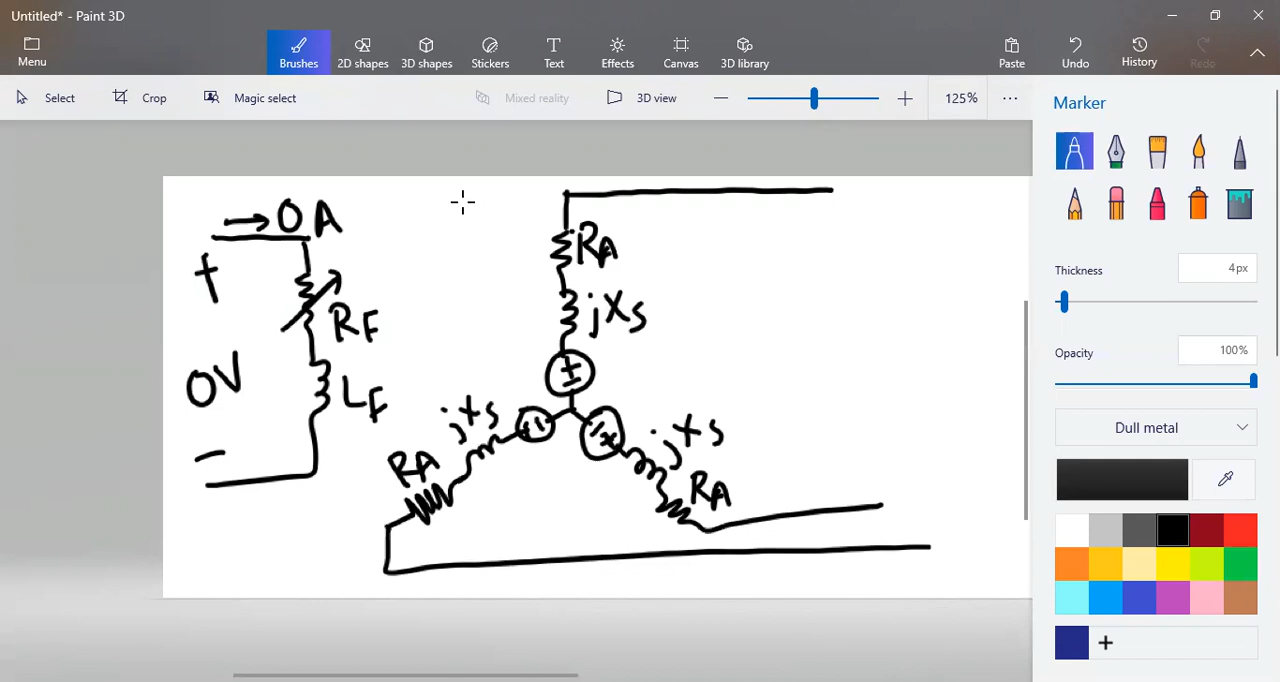 Untitled* - Paint 3D
Menu
Brushes
2D shapes
3D shapes
Stickers
Text
Effects
Canvas
3D library
Paste
Undo
History
Redo
Select
Crop
Magic select
Mixed reality
3D view
125%
Marker
Thickness
4px
Opacity
100%
Dull metal
→ 0 A
+
RF
0V
LF
-
RA
jXs
±
jXs
RA
jXs
RA